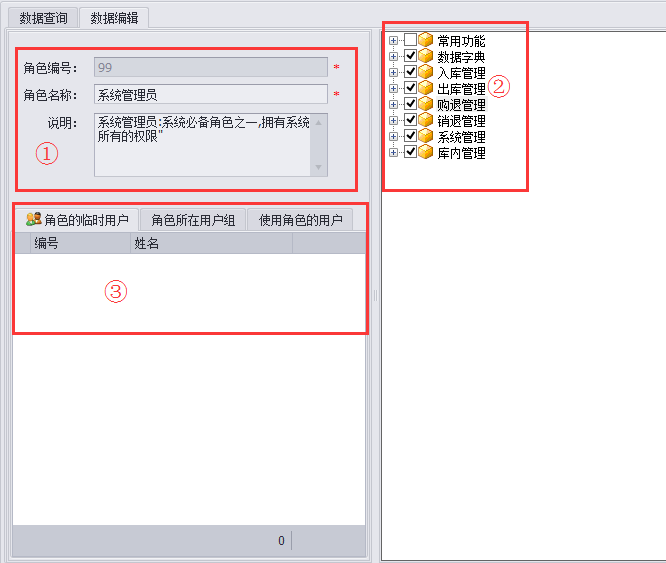 数据查询 数据编辑
角色编号: 99 *
角色名称: 系统管理员 *
说明: 系统管理员;系统必备角色之一,拥有系统
所有的权限"
①
角色的临时用户 角色所在用户组 使用角色的用户
编号 姓名
③
0
常用功能
数据字典
入库管理
出库管理 ②
购退管理
销退管理
系统管理
库内管理